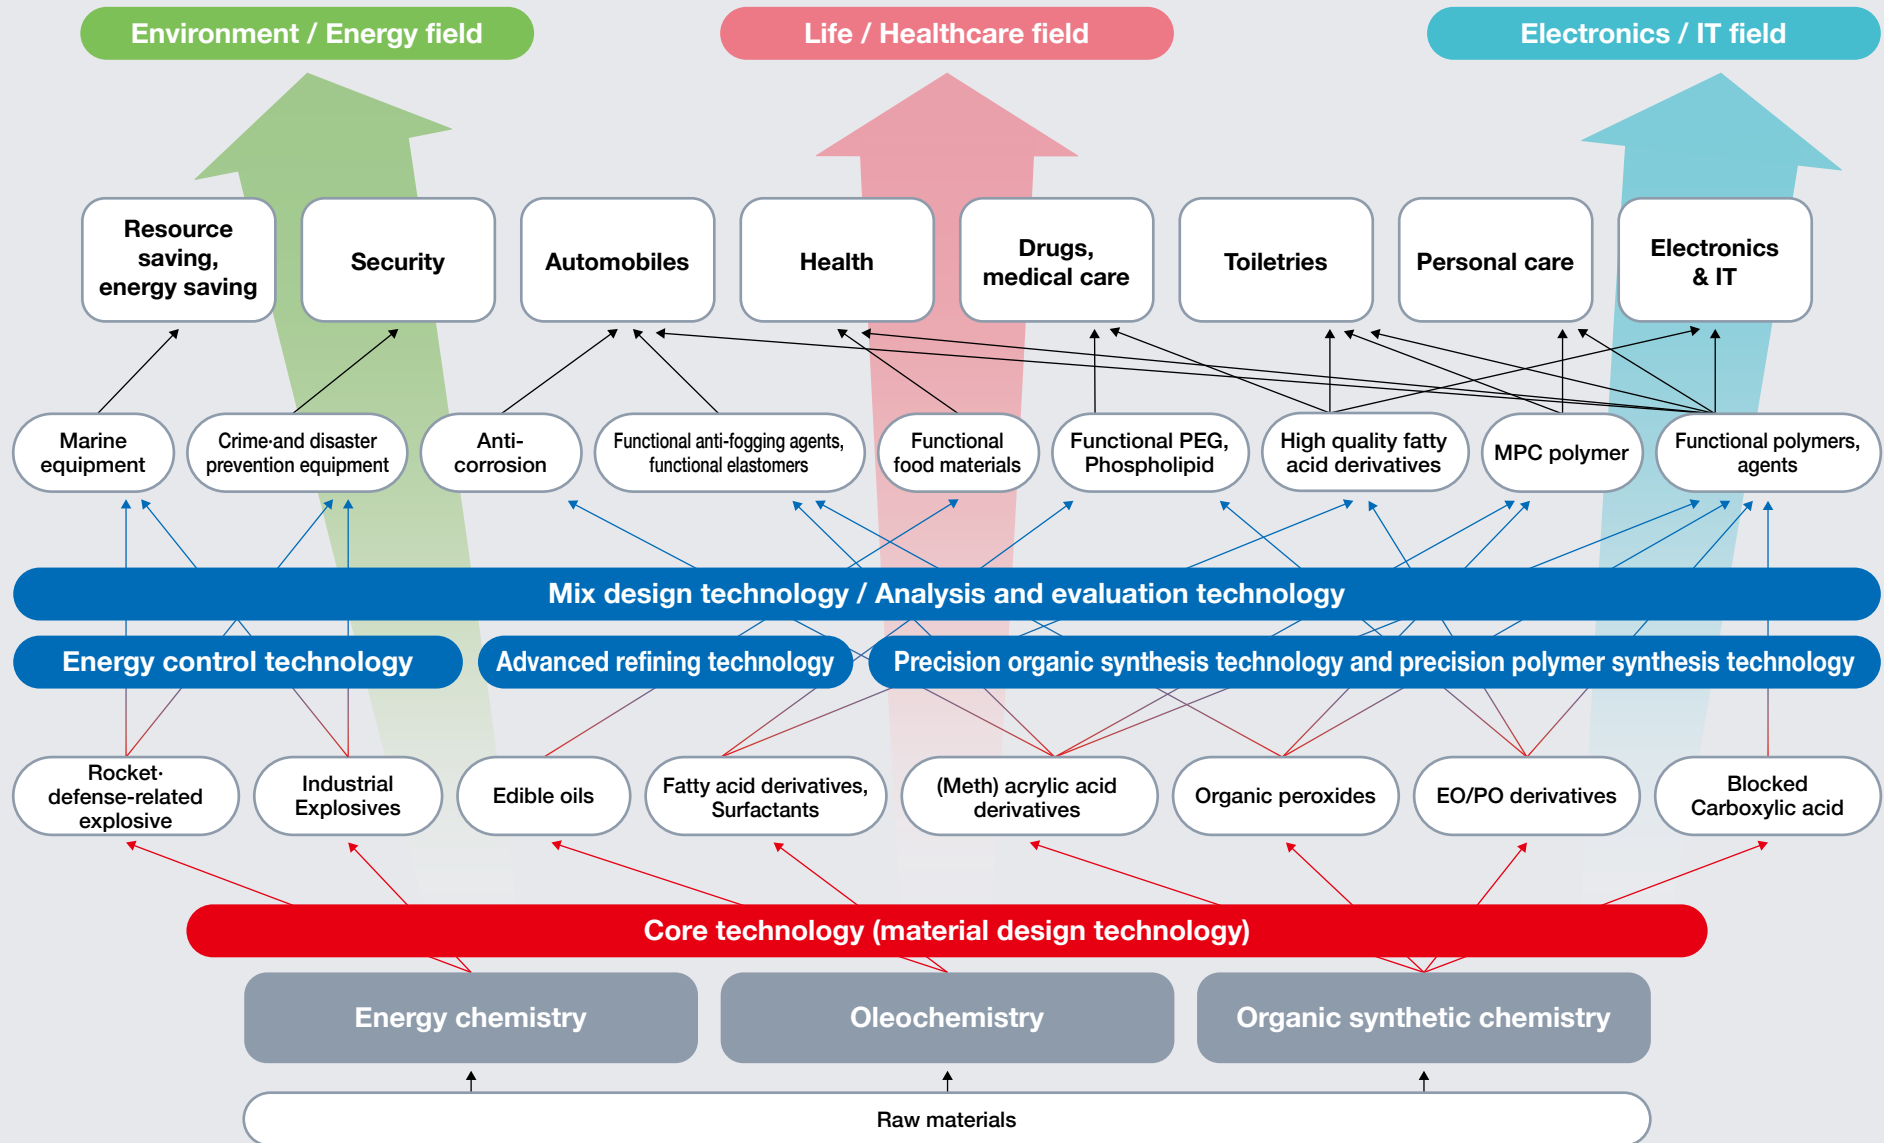 Environment / Energy field
Life / Healthcare field
Electronics / IT field
Resource
saving,
energy saving
Security
Automobiles
Health
Drugs,
medical care
Toiletries
Personal care
Electronics
& IT
Marine
equipment
Crime·and disaster
prevention equipment
Anti-
corrosion
Functional anti-fogging agents,
functional elastomers
Functional
food materials
Functional PEG,
Phospholipid
High quality fatty
acid derivatives
MPC polymer
Functional polymers,
agents
Mix design technology / Analysis and evaluation technology
Energy control technology
Advanced refining technology
Precision organic synthesis technology and precision polymer synthesis technology
Rocket·
defense-related
explosive
Industrial
Explosives
Edible oils
Fatty acid derivatives,
Surfactants
(Meth) acrylic acid
derivatives
Organic peroxides
EO/PO derivatives
Blocked
Carboxylic acid
Core technology (material design technology)
Energy chemistry
Oleochemistry
Organic synthetic chemistry
Raw materials